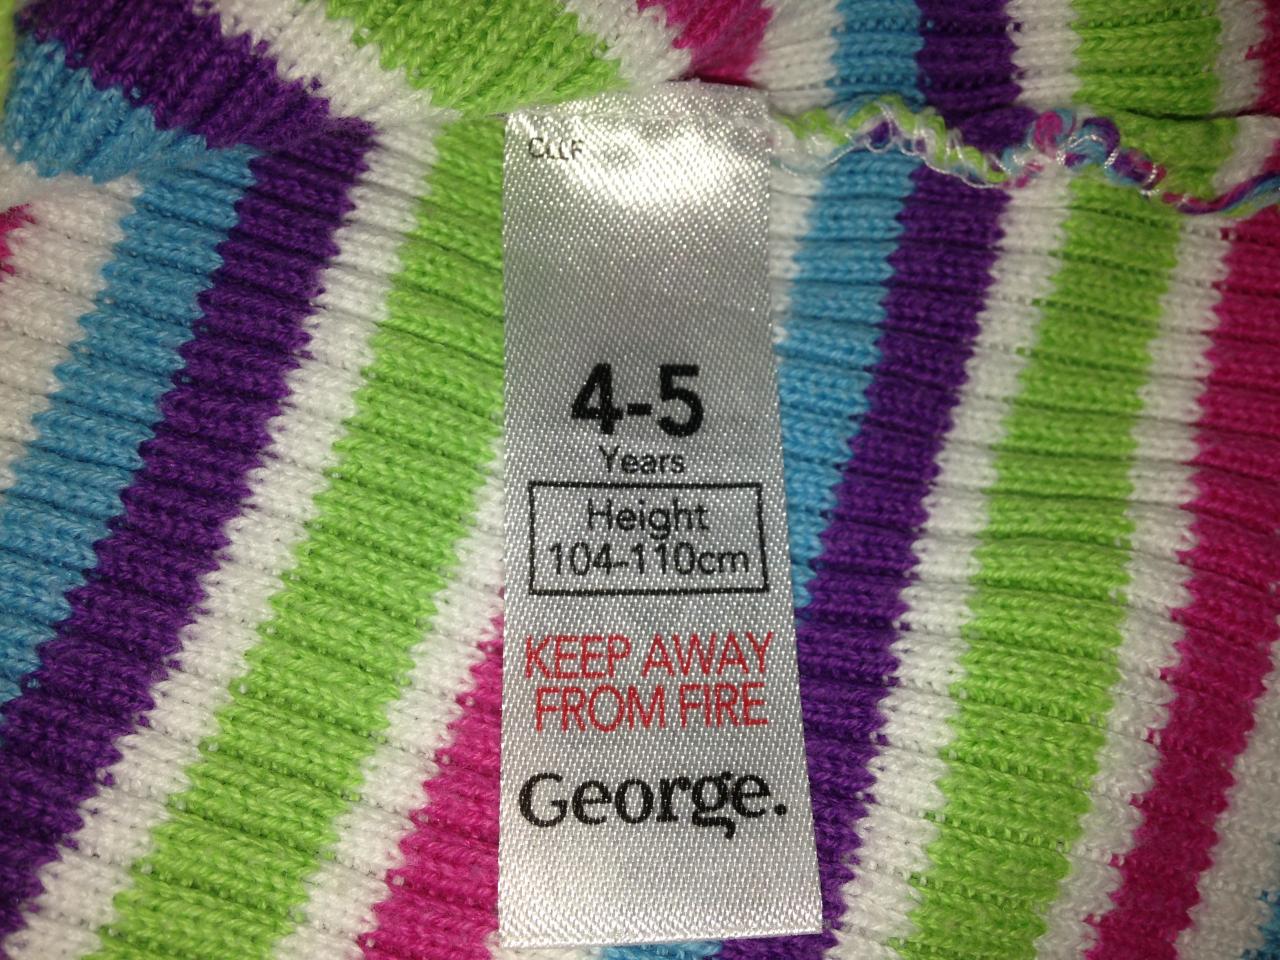 4-5
Years
Height
104-110cm
KEEP AWAY
FROM FIRE
George.